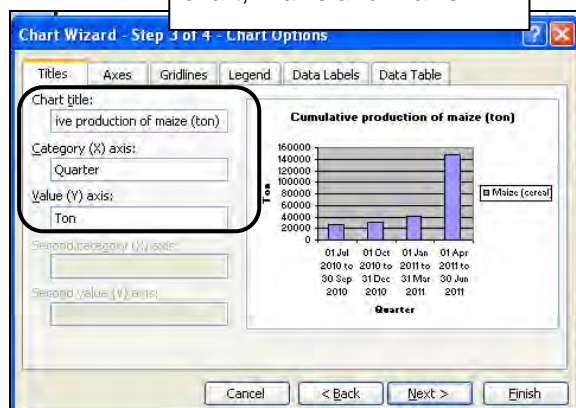 Chart Wizard - Step 3 of 4 - Chart Options
Titles Axes Gridlines Legend Data Labels Data Table
Chart title:
ive production of maize (ton)
Category (X) axis:
Quarter
Value (Y) axis:
Ton
Second category (X) axis:
Second value (Y) axis:
Cumulative production of maize (ton)
160000
140000
120000
100000
80000
60000
40000
20000
0
Ton
01 Jul 2010 to 30 Sep 2010
01 Oct 2010 to 31 Dec 2010
01 Jan 2011 to 31 Mar 2011
01 Apr 2011 to 30 Jun 2011
Quarter
Maize (cereal)
Cancel < Back Next > Finish